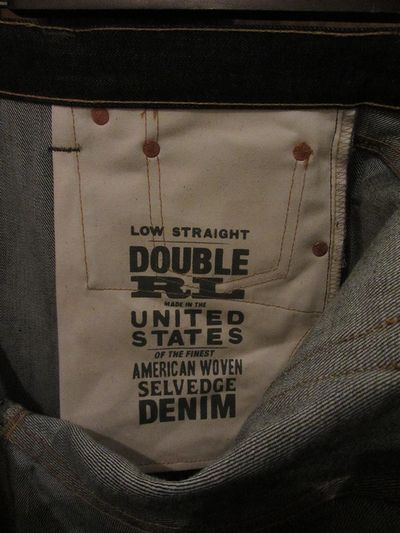 LOW STRAIGHT
DOUBLE
RL
MADE IN THE
UNITED
STATES
OF THE FINEST
AMERICAN WOVEN
SELVEDGE
DENIM